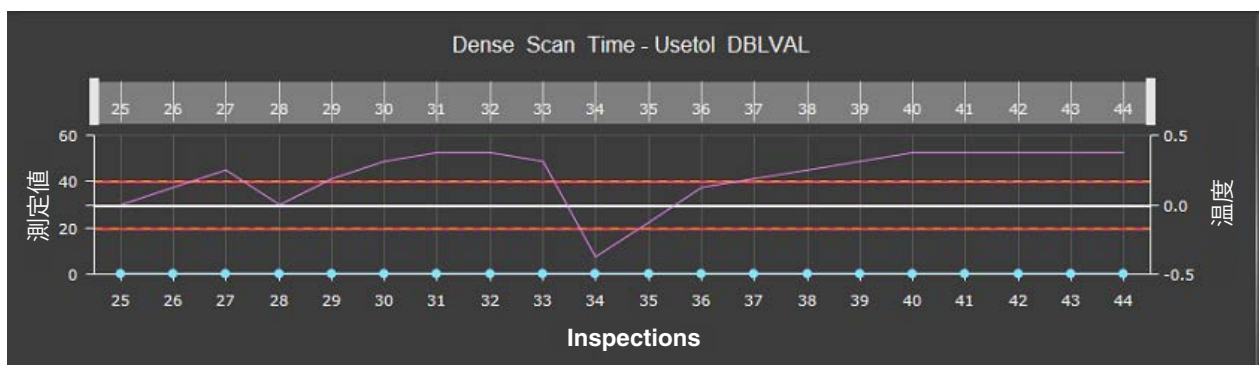 Dense Scan Time - Usetol DBLVAL
25 26 27 28 29 30 31 32 33 34 35 36 37 38 39 40 41 42 43 44
60 0.5
40
0.0
20
0 -0.5
測定値
温度
25 26 27 28 29 30 31 32 33 34 35 36 37 38 39 40 41 42 43 44
Inspections